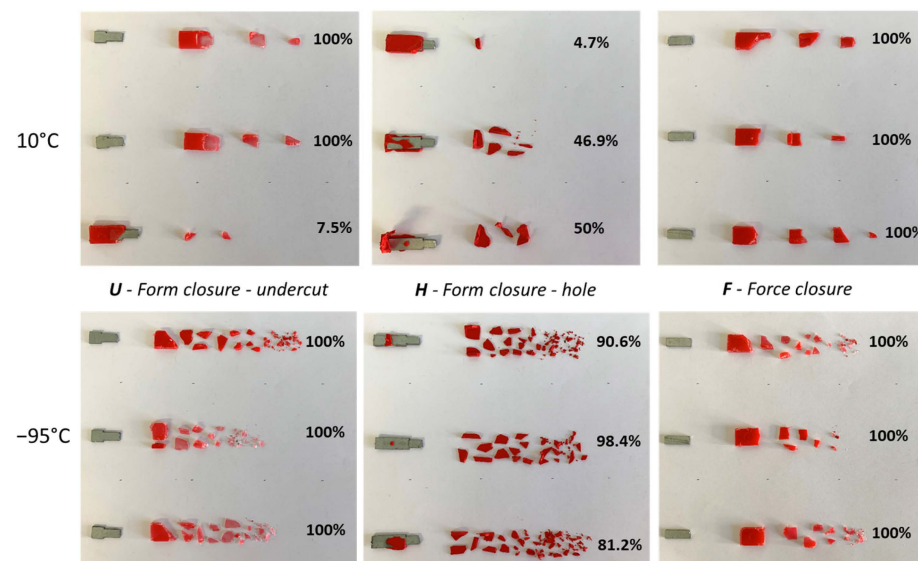 100% 4.7% 100%
10°C 100% 46.9% 100%
7.5% 50% 100%
U - Form closure - undercut H - Form closure - hole F - Force closure
100% 90.6% 100%
−95°C 100% 98.4% 100%
100% 81.2% 100%